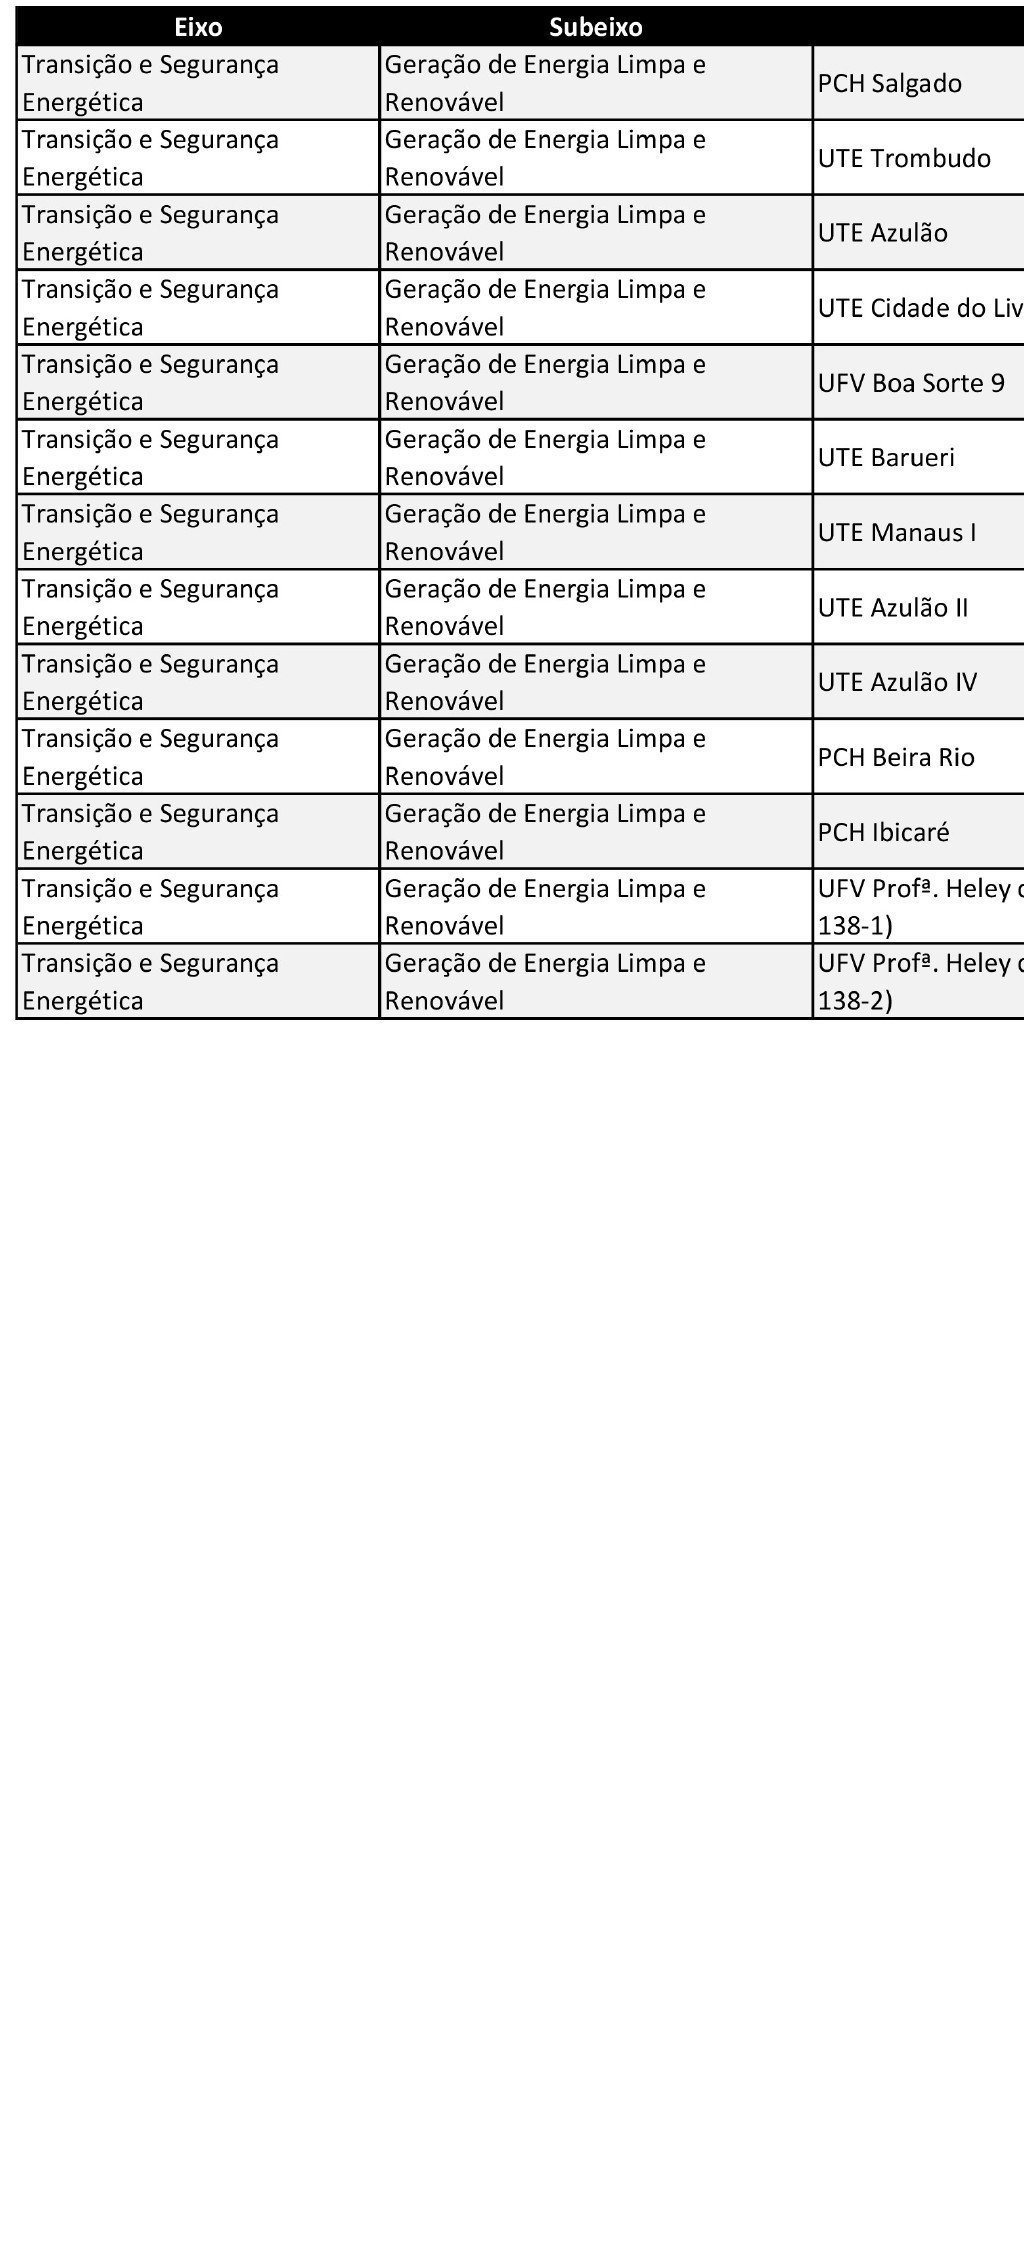 Eixo Subeixo
Transição e Segurança Energética Geração de Energia Limpa e Renovável PCH Salgado
Transição e Segurança Energética Geração de Energia Limpa e Renovável UTE Trombudo
Transição e Segurança Energética Geração de Energia Limpa e Renovável UTE Azulão
Transição e Segurança Energética Geração de Energia Limpa e Renovável UTE Cidade do Liv
Transição e Segurança Energética Geração de Energia Limpa e Renovável UFV Boa Sorte 9
Transição e Segurança Energética Geração de Energia Limpa e Renovável UTE Barueri
Transição e Segurança Energética Geração de Energia Limpa e Renovável UTE Manaus I
Transição e Segurança Energética Geração de Energia Limpa e Renovável UTE Azulão II
Transição e Segurança Energética Geração de Energia Limpa e Renovável UTE Azulão IV
Transição e Segurança Energética Geração de Energia Limpa e Renovável PCH Beira Rio
Transição e Segurança Energética Geração de Energia Limpa e Renovável PCH Ibicaré
Transição e Segurança Energética Geração de Energia Limpa e Renovável UFV Profª. Heley 138-1)
Transição e Segurança Energética Geração de Energia Limpa e Renovável UFV Profª. Heley 138-2)